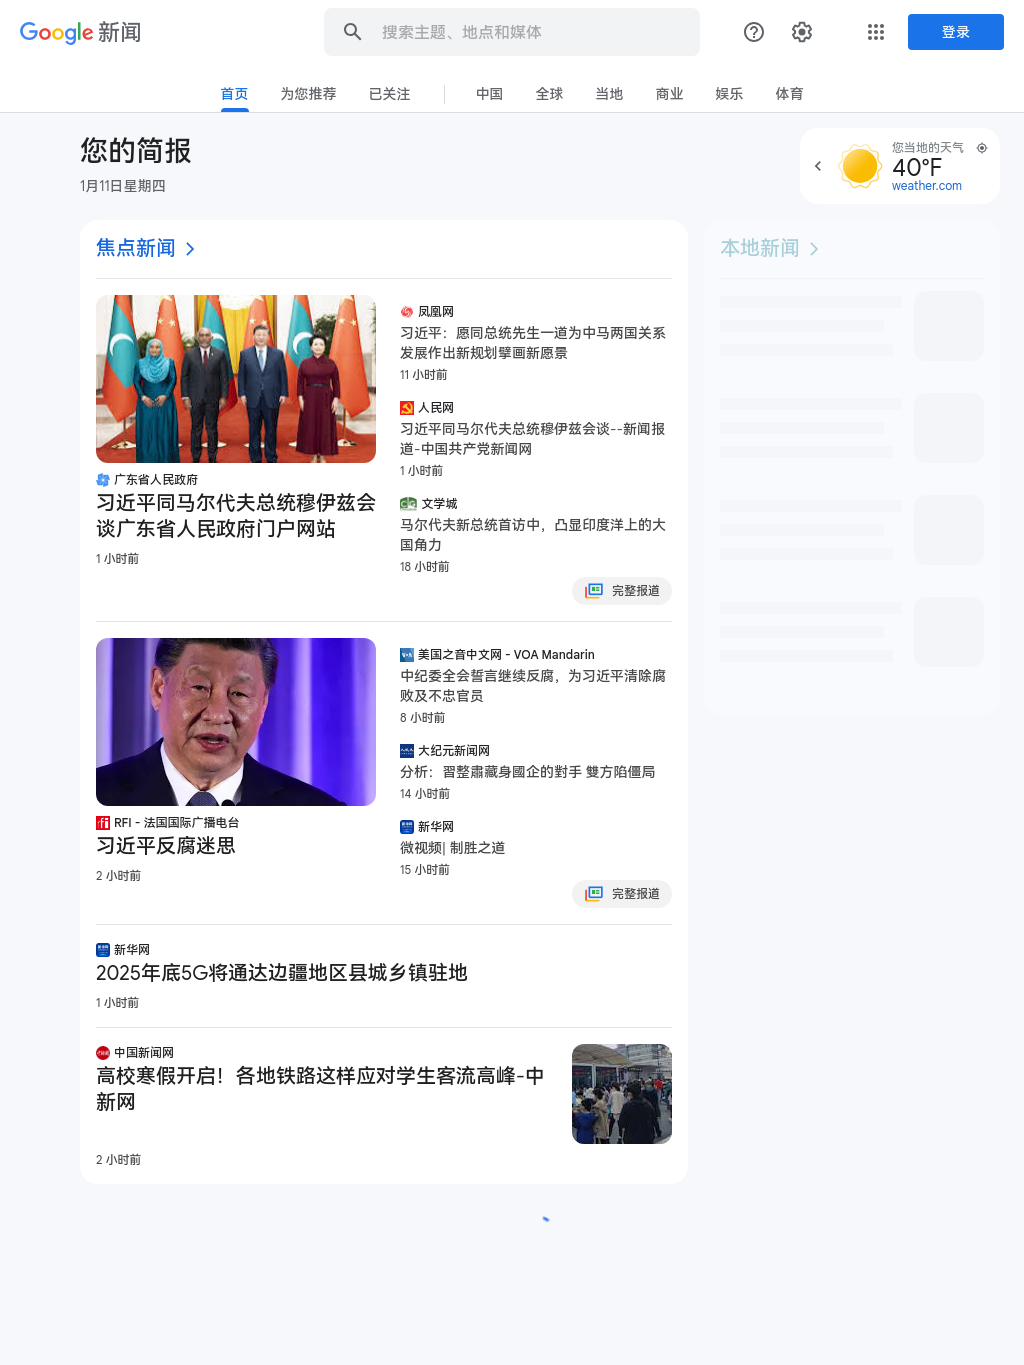 Google 新闻
搜索主题、地点和媒体
登录
首页
为您推荐
已关注
中国
全球
当地
商业
娱乐
体育
您的简报
1月11日星期四
您当地的天气
40°F
weather.com
焦点新闻
广东省人民政府
习近平同马尔代夫总统穆伊兹会
谈广东省人民政府门户网站
1 小时前
凤凰网
习近平：愿同总统先生一道为中马两国关系
发展作出新规划擘画新愿景
11 小时前
人民网
习近平同马尔代夫总统穆伊兹会谈--新闻报
道-中国共产党新闻网
1 小时前
文学城
马尔代夫新总统首访中，凸显印度洋上的大
国角力
18 小时前
完整报道
RFI - 法国国际广播电台
习近平反腐迷思
2 小时前
美国之音中文网 - VOA Mandarin
中纪委全会誓言继续反腐，为习近平清除腐
败及不忠官员
8 小时前
大纪元新闻网
分析：習整肅藏身國企的對手 雙方陷僵局
14 小时前
新华网
微视频| 制胜之道
15 小时前
完整报道
新华网
2025年底5G将通达边疆地区县城乡镇驻地
1 小时前
中国新闻网
高校寒假开启！各地铁路这样应对学生客流高峰-中
新网
2 小时前
本地新闻